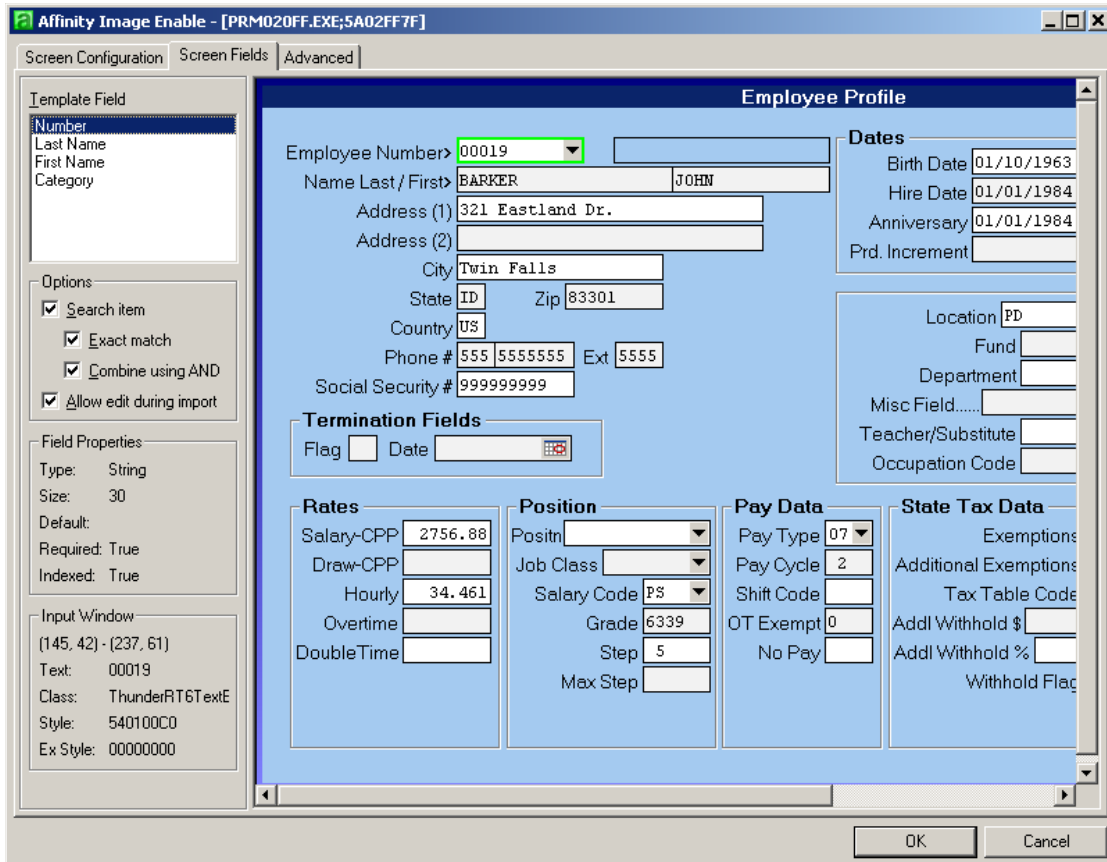 Affinity Image Enable - [PRM020FF.EXE;5A02FF7F]
Screen Configuration Screen Fields Advanced
Template Field
Number
Last Name
First Name
Category
Options
Search item
Exact match
Combine using AND
Allow edit during import
Field Properties
Type: String
Size: 30
Default:
Required: True
Indexed: True
Input Window
(145, 42) - (237, 61)
Text: 00019
Class: ThunderRT6TextE
Style: 540100C0
Ex Style: 00000000
Employee Profile
Employee Number> 00019
Name Last / First> BARKER JOHN
Address (1) 321 Eastland Dr.
Address (2)
City Twin Falls
State ID Zip 83301
Country US
Phone # 555 5555555 Ext 5555
Social Security # 999999999
Termination Fields
Flag Date
Dates
Birth Date 01/10/1963
Hire Date 01/01/1984
Anniversary 01/01/1984
Prd. Increment
Location PD
Fund
Department
Misc Field......
Teacher/Substitute
Occupation Code
Rates
Salary-CPP 2756.88
Draw-CPP
Hourly 34.461
Overtime
DoubleTime
Position
Positn
Job Class
Salary Code PS
Grade 6339
Step 5
Max Step
Pay Data
Pay Type 07
Pay Cycle 2
Shift Code
OT Exempt 0
No Pay
State Tax Data
Exemptions
Additional Exemptions
Tax Table Code
Addl Withhold $
Addl Withhold %
Withhold Flag
OK Cancel